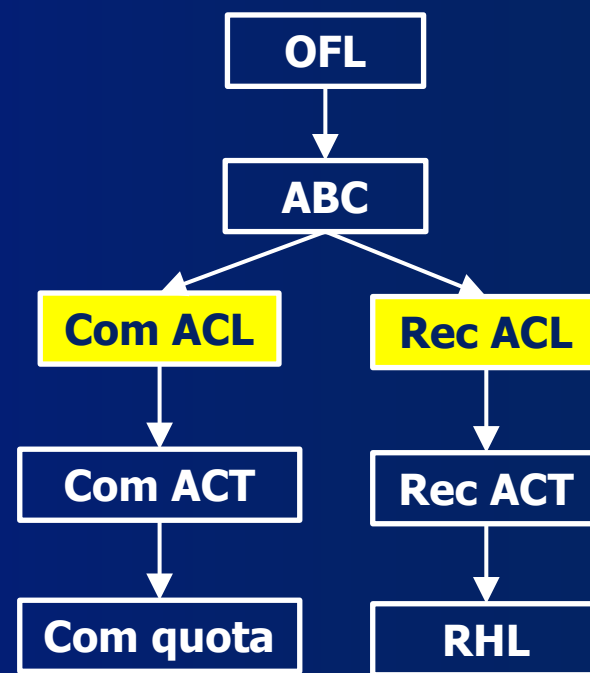 OFL
ABC
Com ACL
Rec ACL
Com ACT
Rec ACT
Com quota
RHL